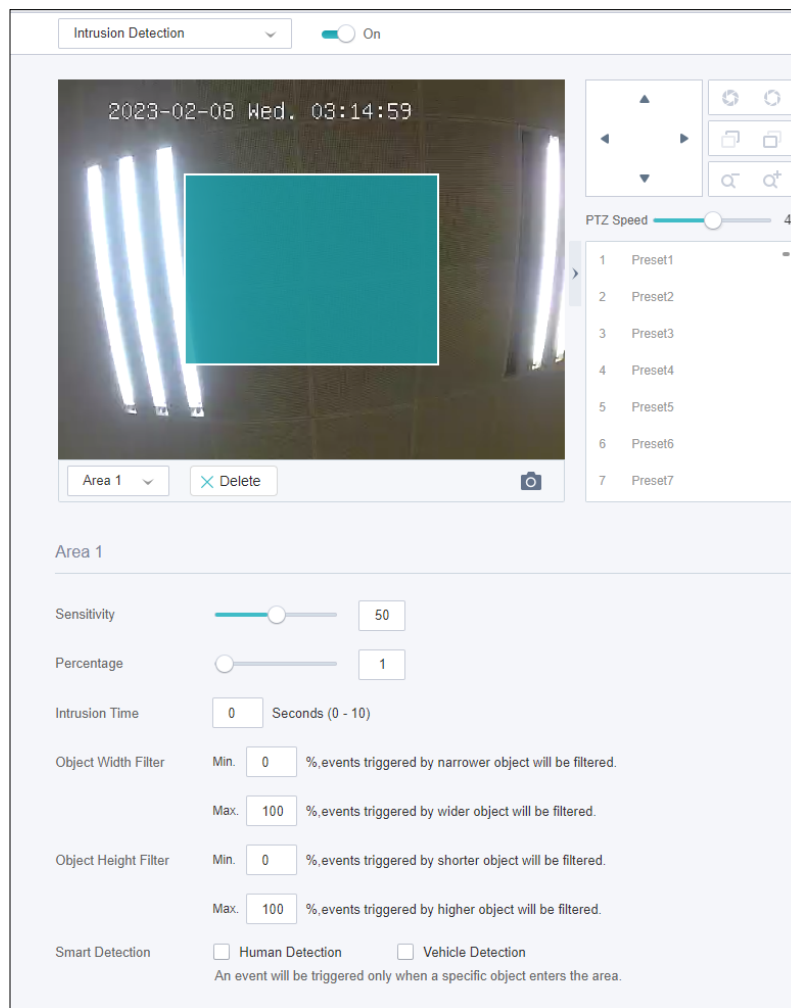 Intrusion Detection On
2023-02-08 Wed. 03:14:59
PTZ Speed 4
1 Preset1
2 Preset2
3 Preset3
4 Preset4
5 Preset5
6 Preset6
7 Preset7
Area 1 Delete
Area 1
Sensitivity 50
Percentage 1
Intrusion Time 0 Seconds (0 - 10)
Object Width Filter Min. 0 %,events triggered by narrower object will be filtered.
Max. 100 %,events triggered by wider object will be filtered.
Object Height Filter Min. 0 %,events triggered by shorter object will be filtered.
Max. 100 %,events triggered by higher object will be filtered.
Smart Detection Human Detection Vehicle Detection
An event will be triggered only when a specific object enters the area.